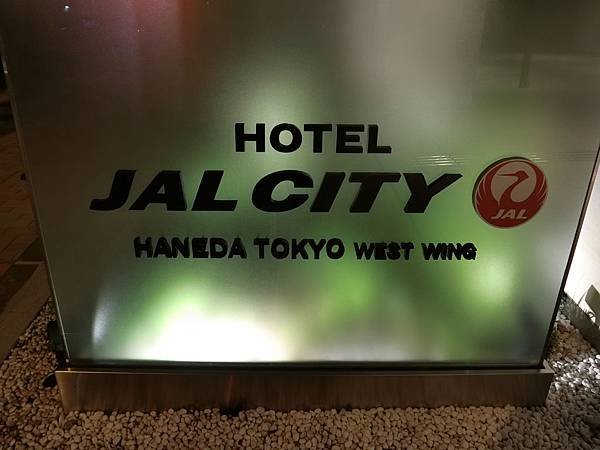 HOTEL
JAL CITY
JAL
HANEDA TOKYO WEST WING